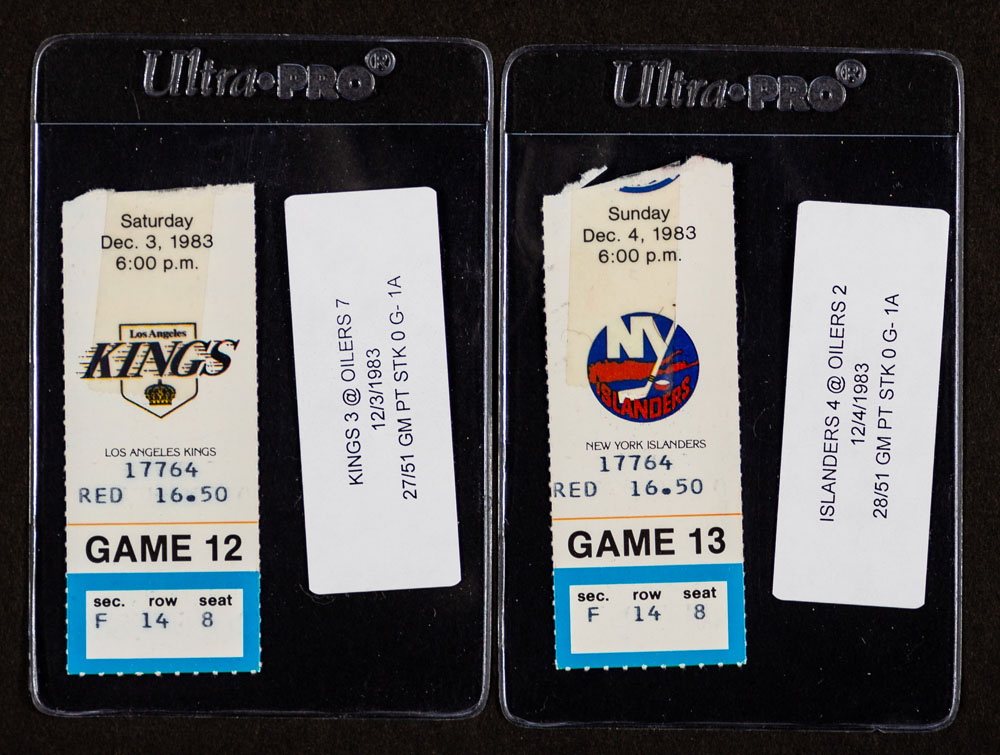 Ultra•PRO®
Saturday
Dec. 3, 1983
6:00 p.m.
Los Angeles
KINGS
LOS ANGELES KINGS
17764
RED 16.50
GAME 12
sec. row seat
F 14 8
KINGS 3 @ OILERS 7
12/3/1983
27/51 GM PT STK 0 G- 1A
Ultra•PRO®
Sunday
Dec. 4, 1983
6:00 p.m.
NY
ISLANDERS
NEW YORK ISLANDERS
17764
RED 16.50
GAME 13
sec. row seat
F 14 8
ISLANDERS 4 @ OILERS 2
12/4/1983
28/51 GM PT STK 0 G- 1A